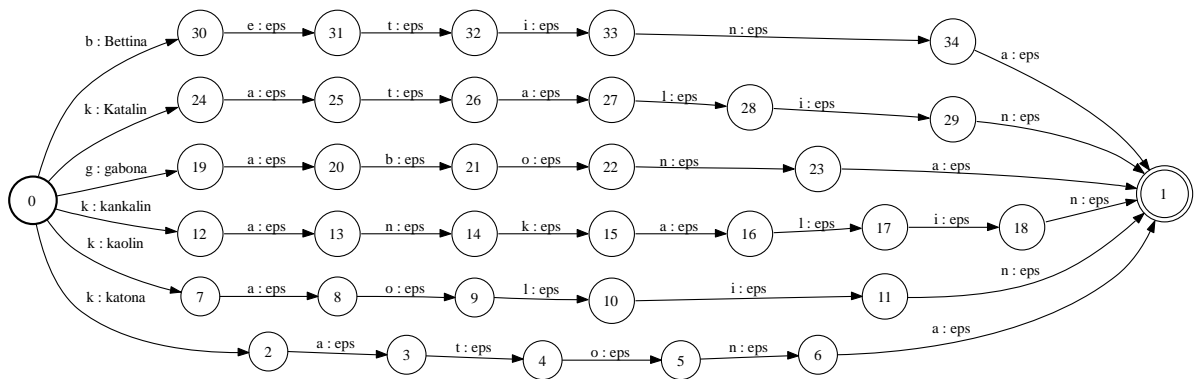 b : Bettina 30 e : eps 31 t : eps 32 i : eps 33 n : eps 34 a : eps
k : Katalin 24 a : eps 25 t : eps 26 a : eps 27 l : eps 28 i : eps 29 n : eps
g : gabona 19 a : eps 20 b : eps 21 o : eps 22 n : eps 23 a : eps
0 1
k : kankalin 12 a : eps 13 n : eps 14 k : eps 15 a : eps 16 l : eps 17 i : eps 18 n : eps
k : kaolin 7 a : eps 8 o : eps 9 l : eps 10 i : eps 11 n : eps
k : katona 2 a : eps 3 t : eps 4 o : eps 5 n : eps 6 a : eps